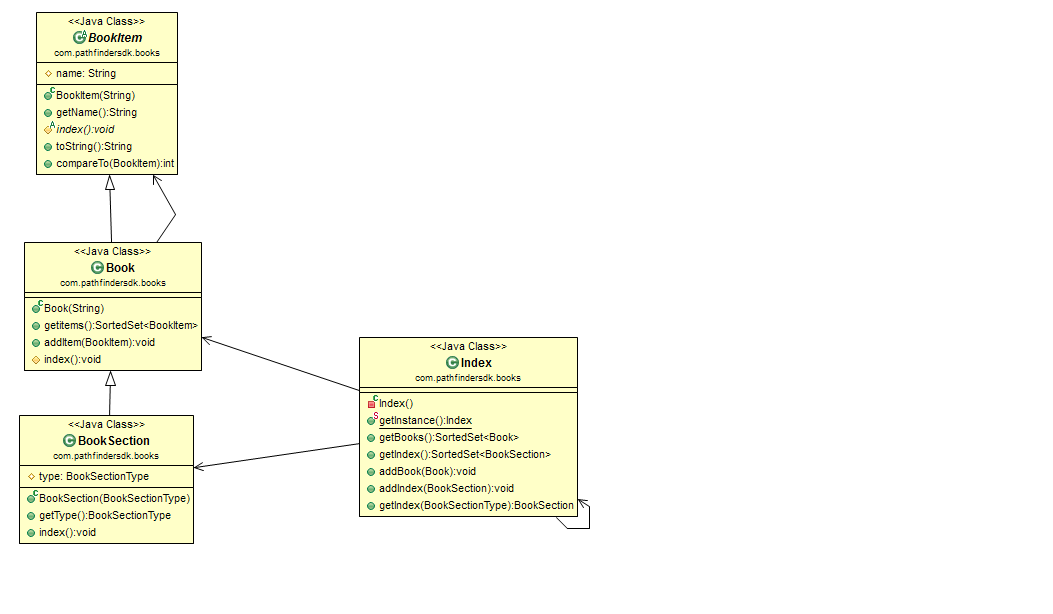 <<Java Class>>
BookItem
com.pathfindersdk.books
name: String
BookItem(String)
getName():String
index():void
toString():String
compareTo(BookItem):int
<<Java Class>>
Book
com.pathfindersdk.books
Book(String)
getItems():SortedSet<BookItem>
addItem(BookItem):void
index():void
<<Java Class>>
BookSection
com.pathfindersdk.books
type: BookSectionType
BookSection(BookSectionType)
getType():BookSectionType
index():void
<<Java Class>>
Index
com.pathfindersdk.books
Index()
getInstance():Index
getBooks():SortedSet<Book>
getIndex():SortedSet<BookSection>
addBook(Book):void
addIndex(BookSection):void
getIndex(BookSectionType):BookSection